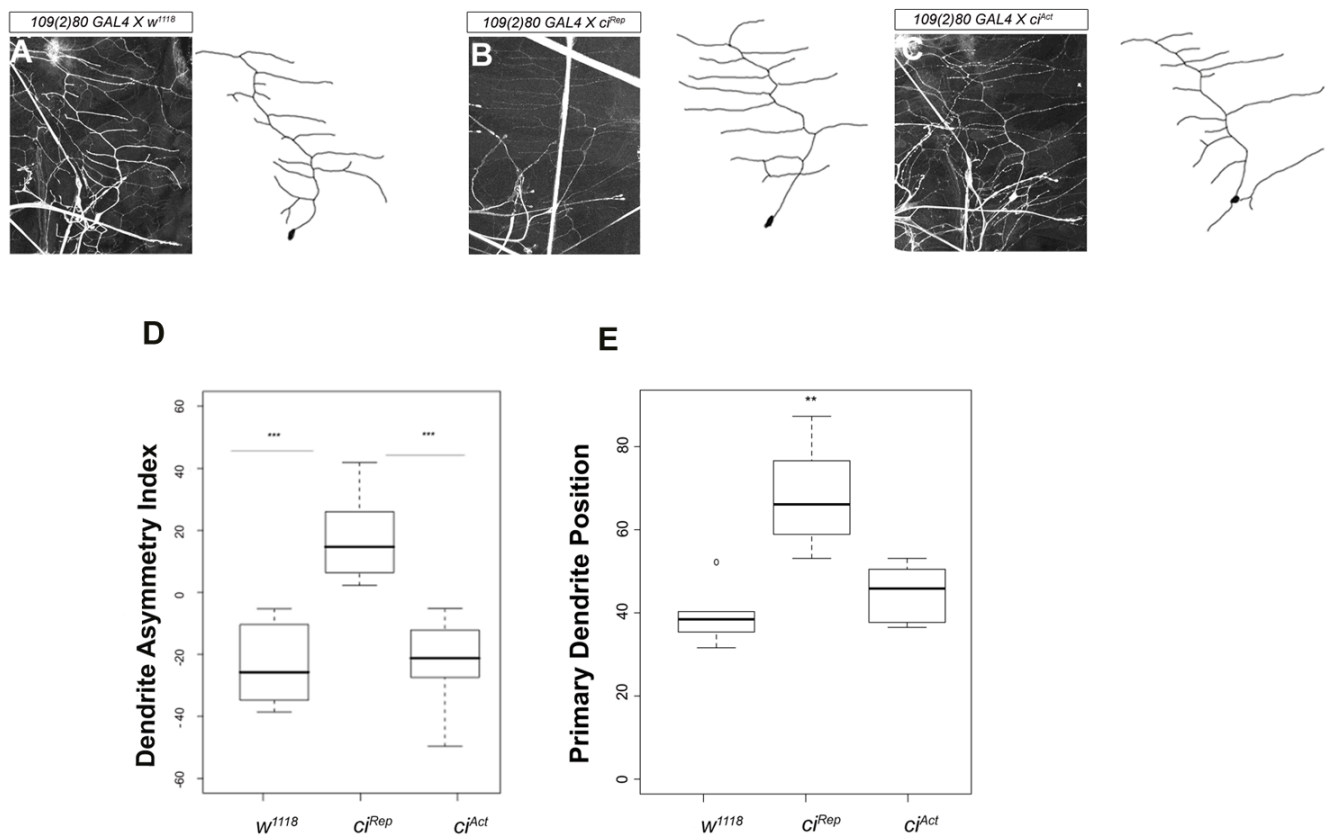 109(2)80 GAL4 X w¹¹¹⁸
109(2)80 GAL4 X ciᴿᵉᵖ
109(2)80 GAL4 X ciᴬᶜᵗ
A
B
C
D
E
Dendrite Asymmetry Index
60
40
20
0
-20
-40
-60
***
***
w¹¹¹⁸
ciᴿᵉᵖ
ciᴬᶜᵗ
Primary Dendrite Position
80
60
40
20
0
**
w¹¹¹⁸
ciᴿᵉᵖ
ciᴬᶜᵗ